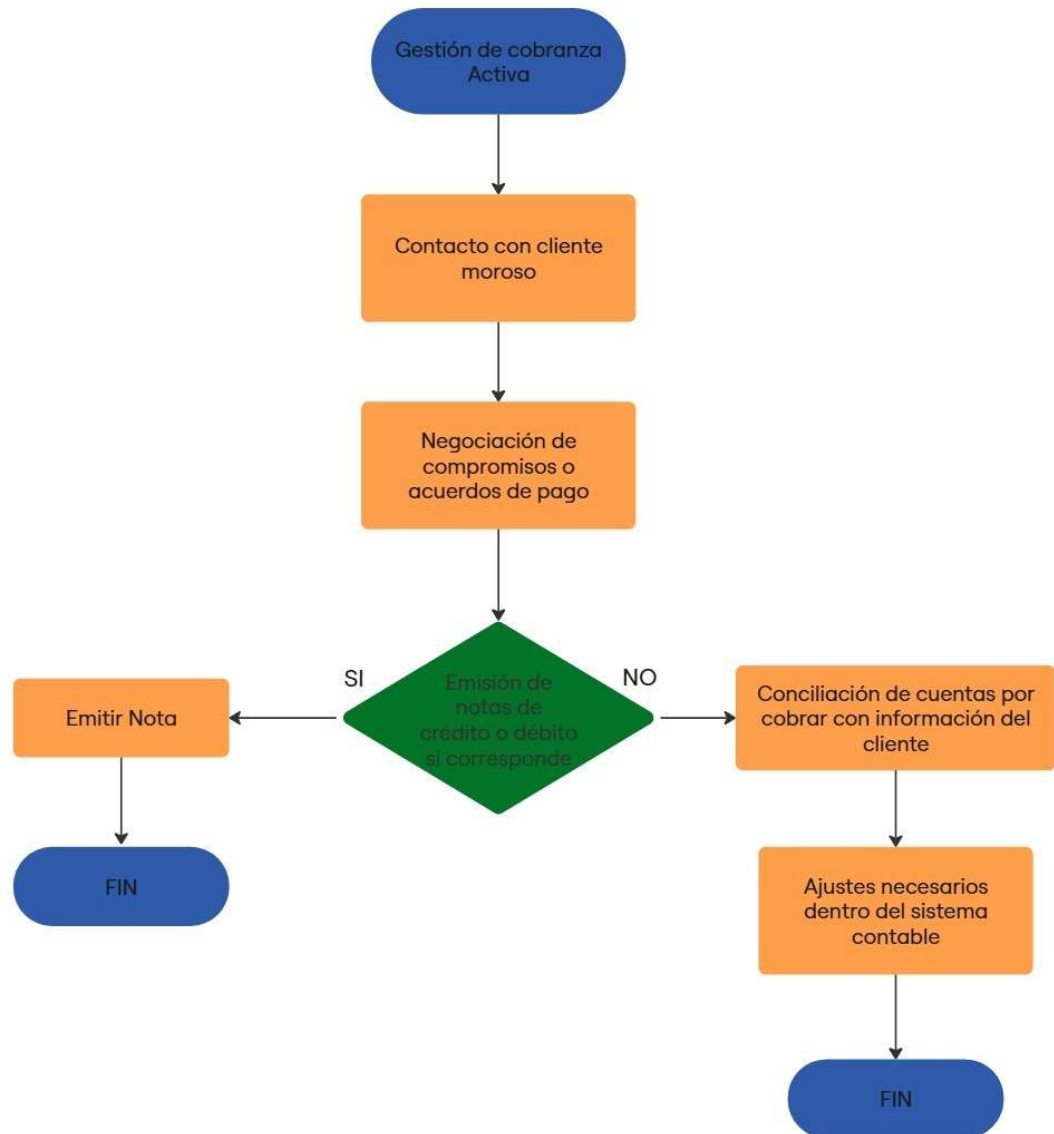 Gestión de cobranza
Activa
Contacto con cliente
moroso
Negociación de
compromisos o
acuerdos de pago
SI
Emisión de
notas de
crédito o débito
si corresponde
NO
Emitir Nota
FIN
Conciliación de cuentas por
cobrar con información del
cliente
Ajustes necesarios
dentro del sistema
contable
FIN